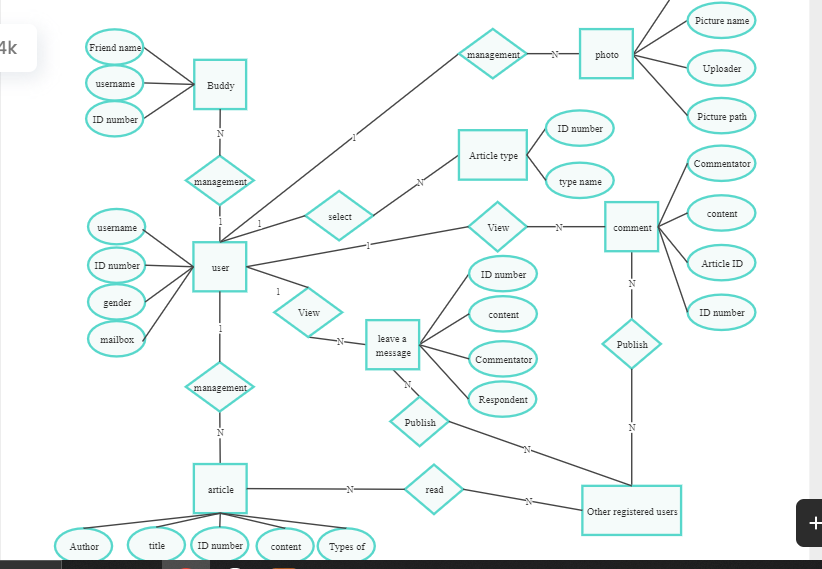 4k
Friend name
username
ID number
Buddy
N
management
1
management
N
photo
Picture name
Uploader
Picture path
1
Article type
ID number
type name
N
select
1
username
ID number
gender
mailbox
user
1
View
N
comment
Commentator
content
Article ID
ID number
1
View
N
leave a
message
ID number
content
Commentator
Respondent
N
Publish
N
N
Publish
N
1
management
N
article
N
read
N
Other registered users
Author
title
ID number
content
Types of
+